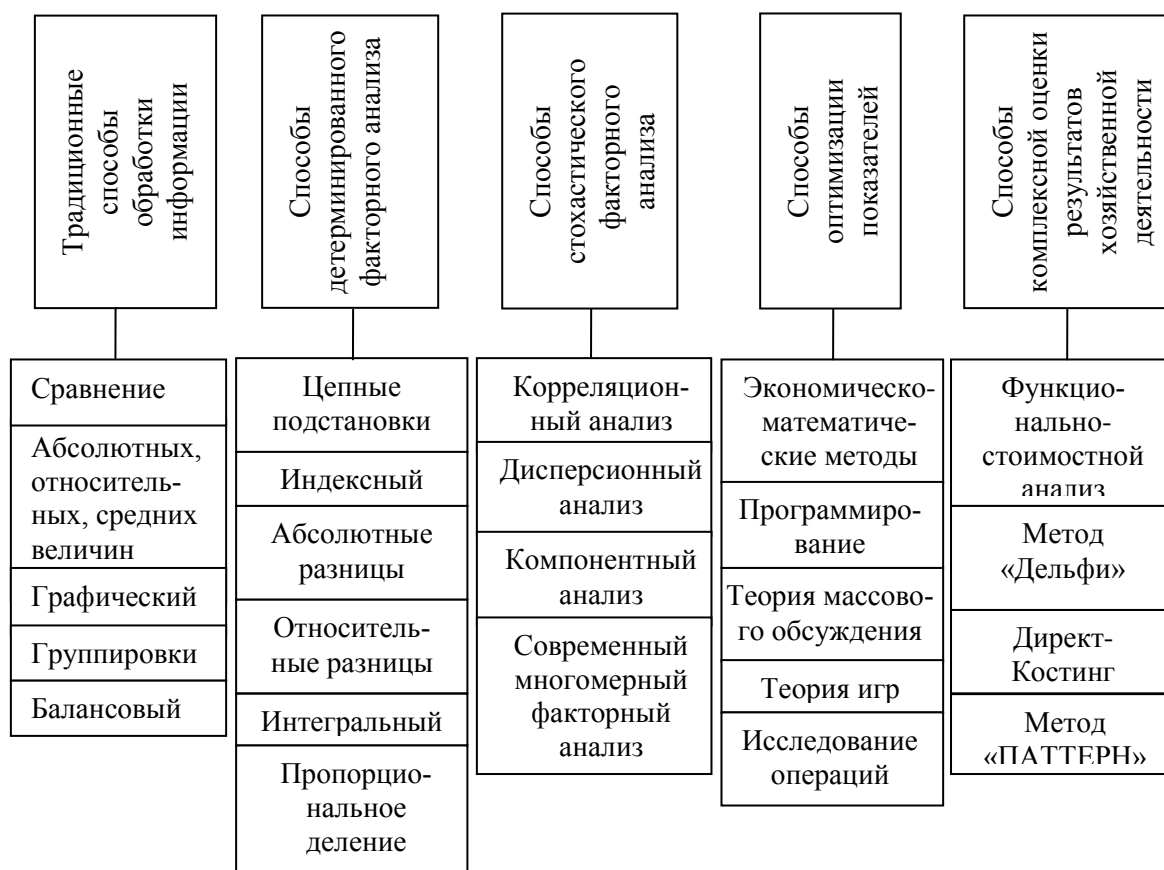 Традиционные
способы
обработки
информации
Способы
детерминированного
факторного анализа
Способы
стохастического
факторного
анализа
Способы
оптимизации
показателей
Способы
комплексной оценки
результатов
хозяйственной
деятельности
Сравнение
Абсолютных,
относитель-
ных, средних
величин
Графический
Группировки
Балансовый
Цепные
подстановки
Индексный
Абсолютные
разницы
Относитель-
ные разницы
Интегральный
Пропорцио-
нальное
деление
Корреляцион-
ный анализ
Дисперсионный
анализ
Компонентный
анализ
Современный
многомерный
факторный
анализ
Экономическо-
математиче-
ские методы
Программиро-
вание
Теория массово-
го обсуждения
Теория игр
Исследование
операций
Функцио-
нально-
стоимостной
анализ
Метод
«Дельфи»
Директ-
Костинг
Метод
«ПАТТЕРН»